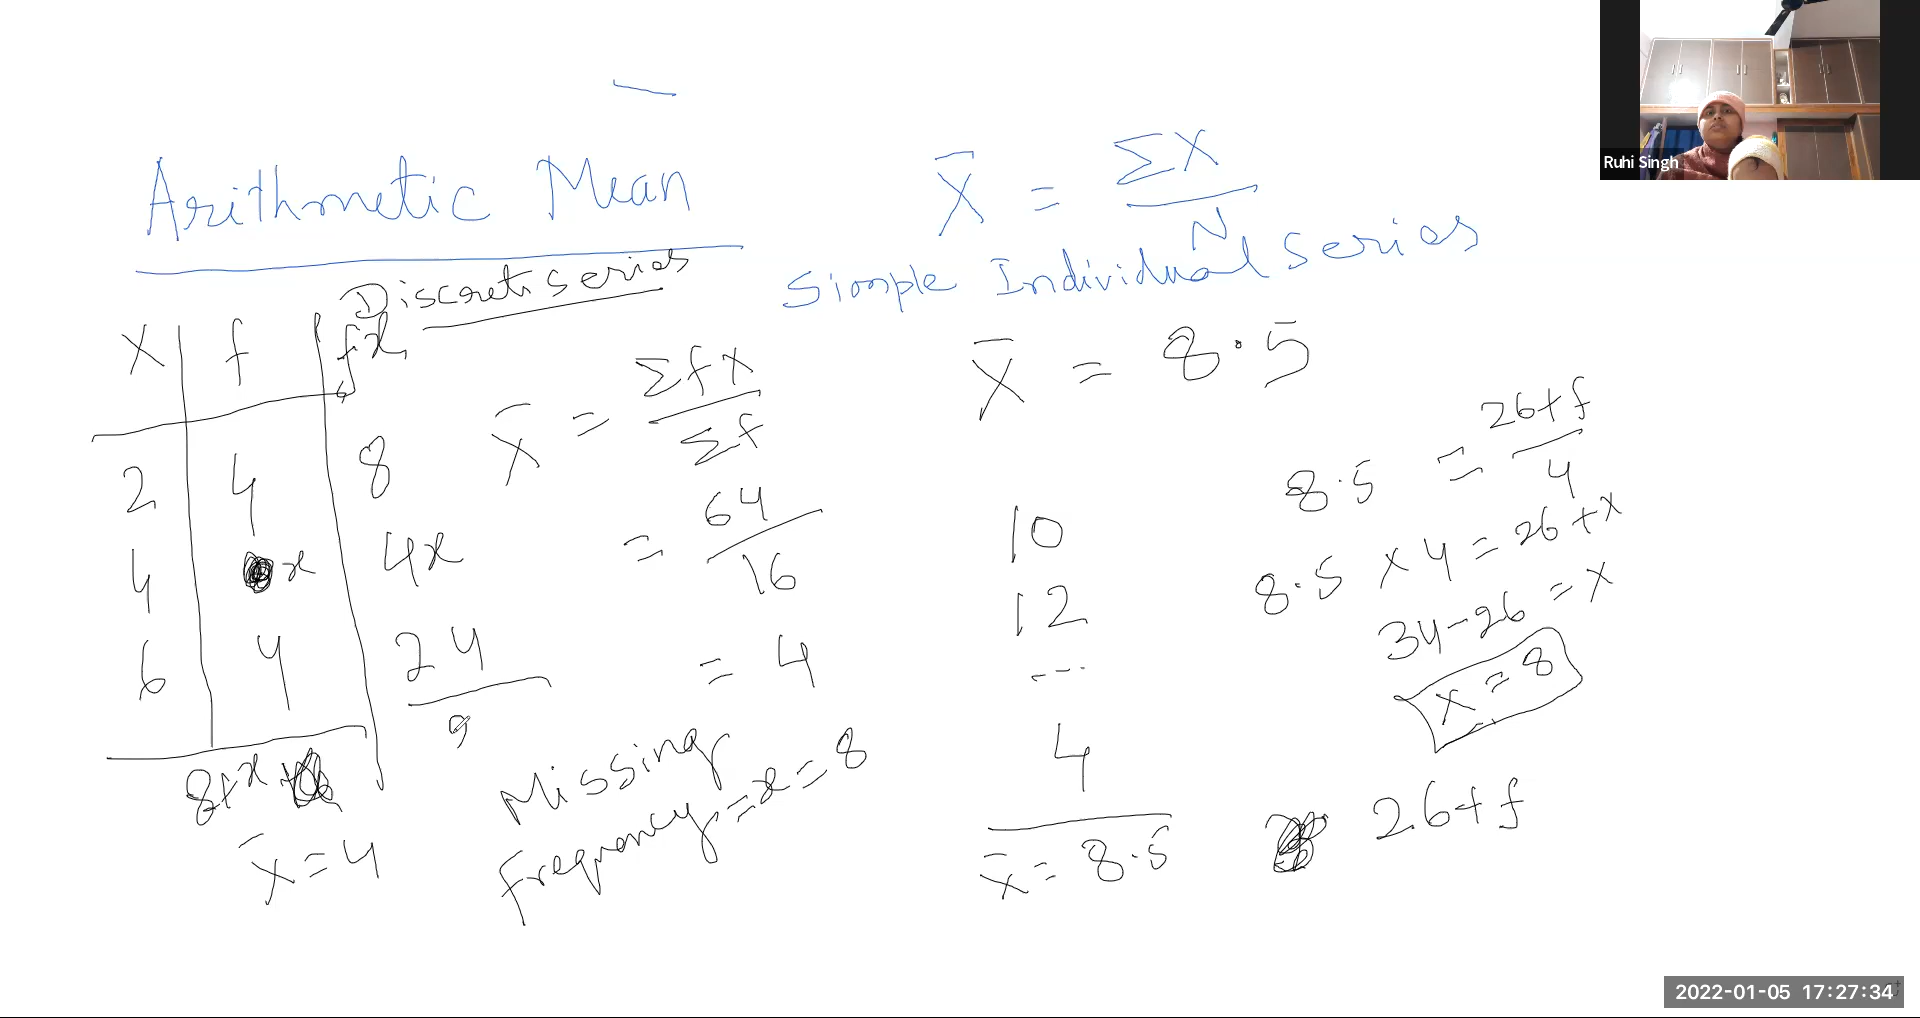 Arithmetic Mean
X̄ = ΣX / N
Simple Individual Series
Discrete series
X f fx
2 4 8
4 x 4x
6 4 24
8+x
X̄ = 4
X̄ = Σfx / Σf
= 64 / 16
= 4
Missing
frequency = x = 8
X̄ = 8.5
10
12
---
4
X̄ = 8.5
8.5 = 26+f / 4
8.5 × 4 = 26 + x
34-26 = x
x = 8
26+f
Ruhi Singh
2022-01-05 17:27:34